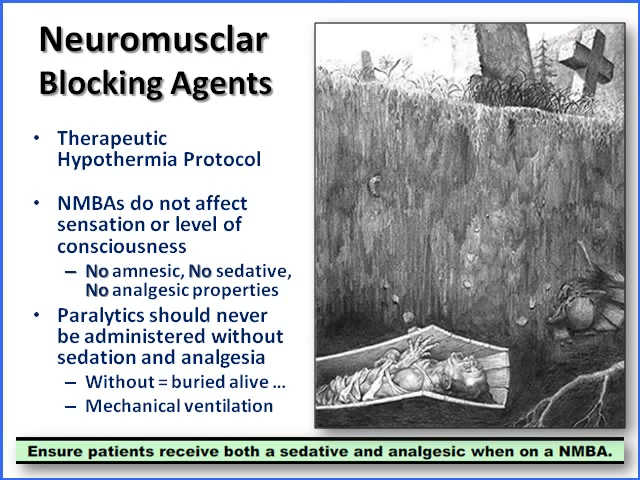 Neuromusclar
Blocking Agents
• Therapeutic
Hypothermia Protocol
• NMBAs do not affect
sensation or level of
consciousness
– No amnesic, No sedative,
No analgesic properties
• Paralytics should never
be administered without
sedation and analgesia
– Without = buried alive …
– Mechanical ventilation
Ensure patients receive both a sedative and analgesic when on a NMBA.